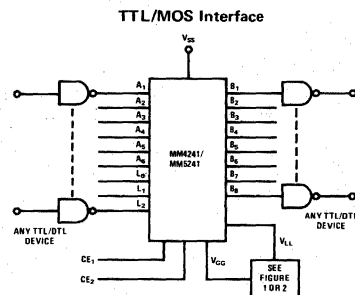 TTL/MOS Interface
VSS
A1
A2
A3
A4
A5
A6
L0
L1
L2
MM4241/
MM5241
B1
B2
B3
B4
B5
B6
B7
B8
ANY TTL/DTL
DEVICE
ANY TTL/DTL
DEVICE
VLL
VGG
CE1
CE2
SEE
FIGURE
1 OR 2